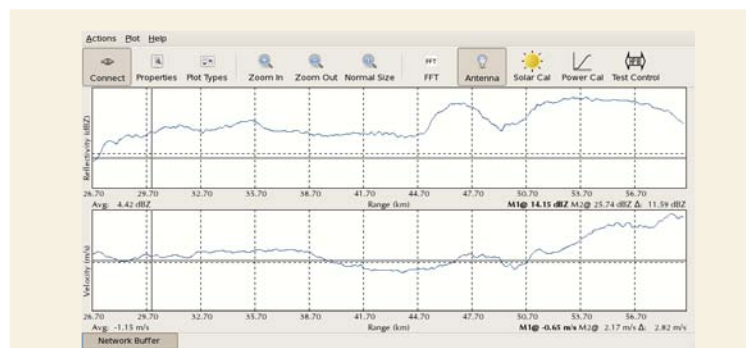 Actions Plot Help
Connect Properties Plot Types Zoom In Zoom Out Normal Size FFT FFT Antenna Solar Cal Power Cal Test Control
Reflectivity (dBZ)
26.70 29.70 32.70 35.70 38.70 41.70 44.70 47.70 50.70 53.70 56.70
Avg: 4.42 dBZ Range (km) M1@ 14.15 dBZ M2@ 25.74 dBZ Δ: 11.59 dBZ
Velocity (m/s)
26.70 29.70 32.70 35.70 38.70 41.70 44.70 47.70 50.70 53.70 56.70
Avg: -1.15 m/s Range (km) M1@ -0.65 m/s M2@ 2.17 m/s Δ: 2.82 m/s
Network Buffer